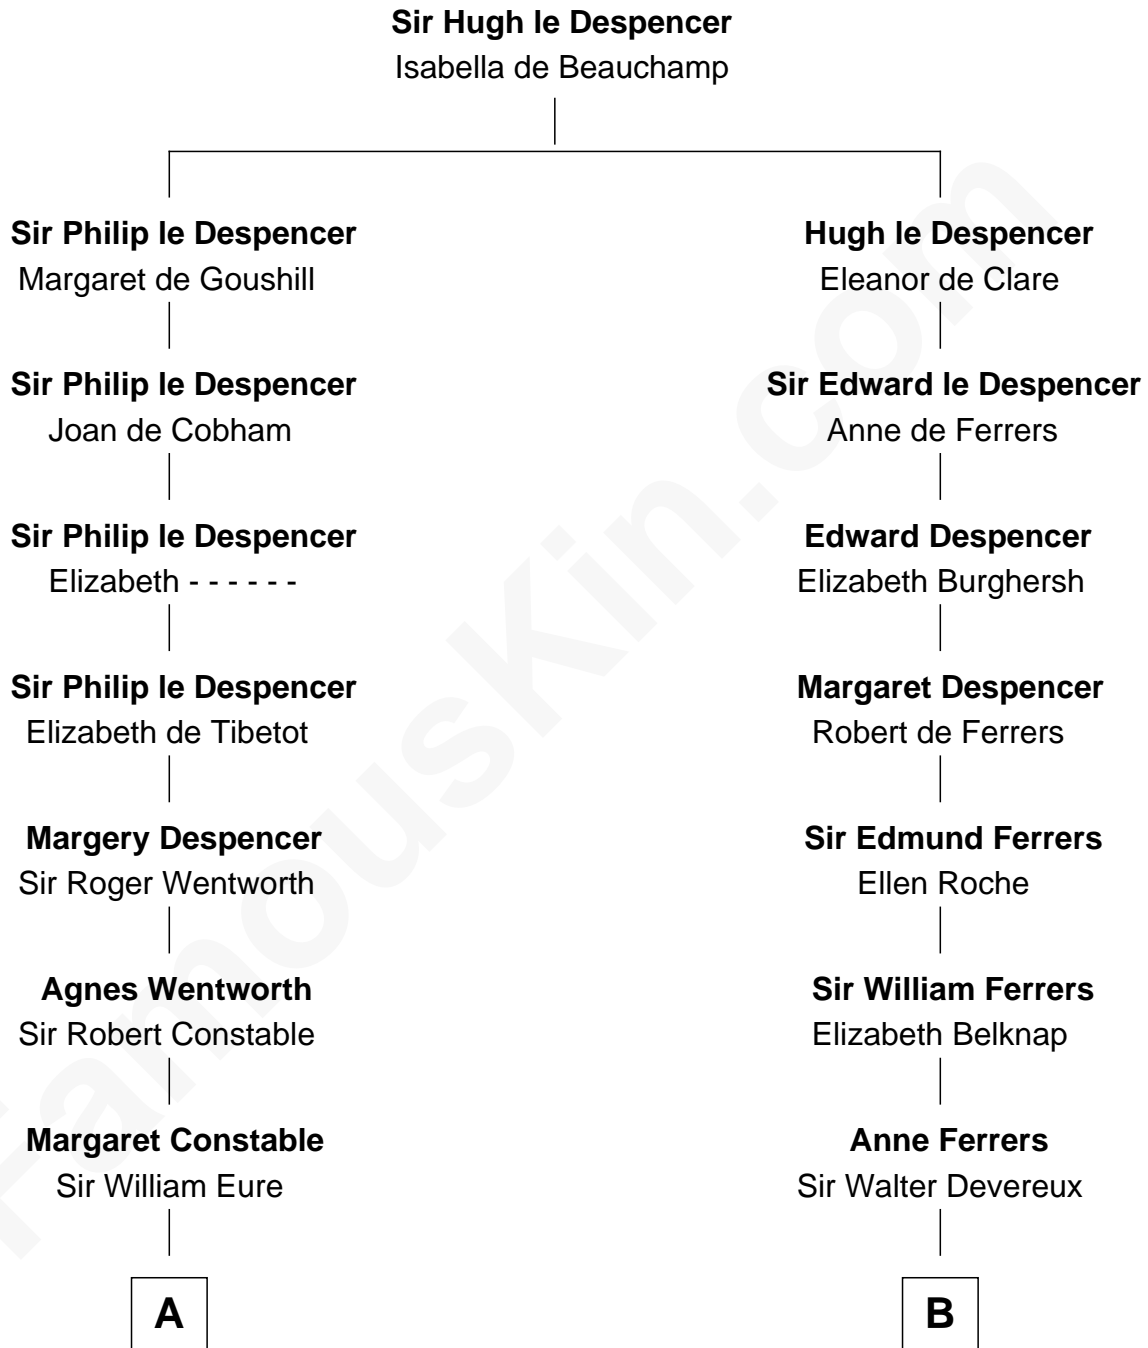 Sir Hugh le Despencer
Isabella de Beauchamp
Sir Philip le Despencer
Margaret de Goushill
Hugh le Despencer
Eleanor de Clare
Sir Philip le Despencer
Joan de Cobham
Sir Edward le Despencer
Anne de Ferrers
Sir Philip le Despencer
Elizabeth - - - - - -
Edward Despencer
Elizabeth Burghersh
Sir Philip le Despencer
Elizabeth de Tibetot
Margaret Despencer
Robert de Ferrers
Margery Despencer
Sir Roger Wentworth
Sir Edmund Ferrers
Ellen Roche
Agnes Wentworth
Sir Robert Constable
Sir William Ferrers
Elizabeth Belknap
Margaret Constable
Sir William Eure
Anne Ferrers
Sir Walter Devereux
A
B
FamousKin.com